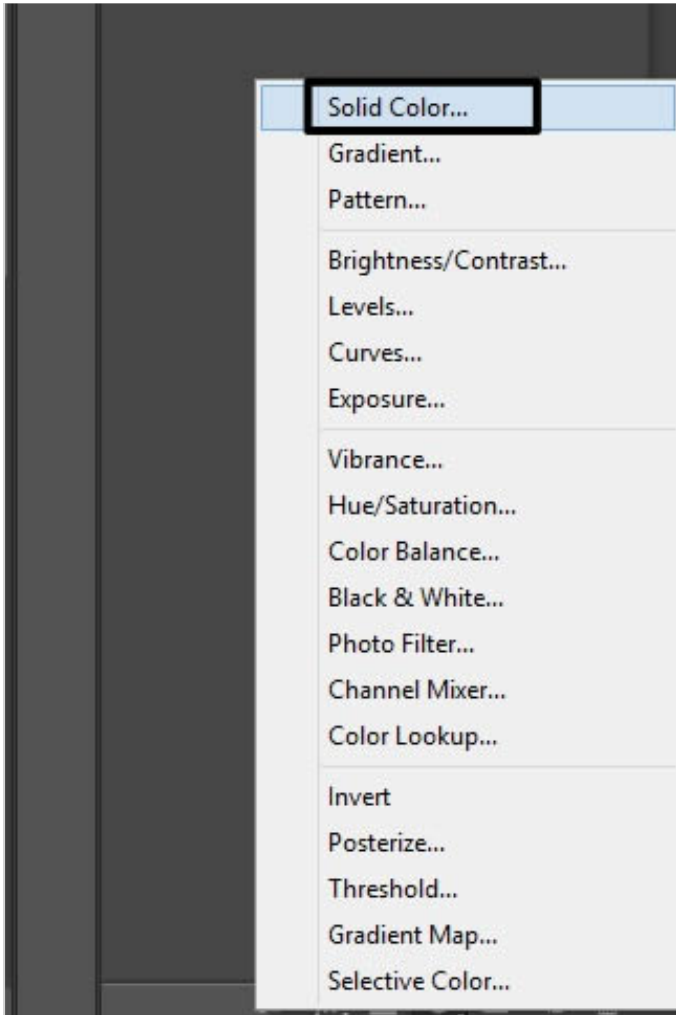 Solid Color...
Gradient...
Pattern...
Brightness/Contrast...
Levels...
Curves...
Exposure...
Vibrance...
Hue/Saturation...
Color Balance...
Black & White...
Photo Filter...
Channel Mixer...
Color Lookup...
Invert
Posterize...
Threshold...
Gradient Map...
Selective Color...